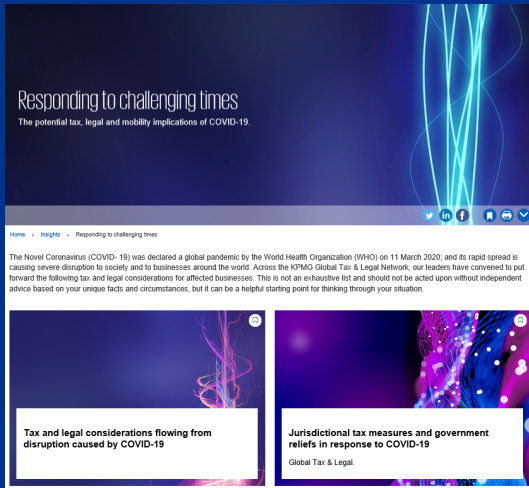 Responding to challenging times
The potential tax, legal and mobility implications of COVID-19.
Home › Insights › Responding to challenging times
The Novel Coronavirus (COVID- 19) was declared a global pandemic by the World Health Organization (WHO) on 11 March 2020; and its rapid spread is
causing severe disruption to society and to businesses around the world. Across the KPMG Global Tax & Legal Network, our leaders have convened to put
forward the following tax and legal considerations for affected businesses. This is not an exhaustive list and should not be acted upon without independent
advice based on your unique facts and circumstances, but it can be a helpful starting point for thinking through your situation.
Tax and legal considerations flowing from
disruption caused by COVID-19
Jurisdictional tax measures and government
reliefs in response to COVID-19
Global Tax & Legal.